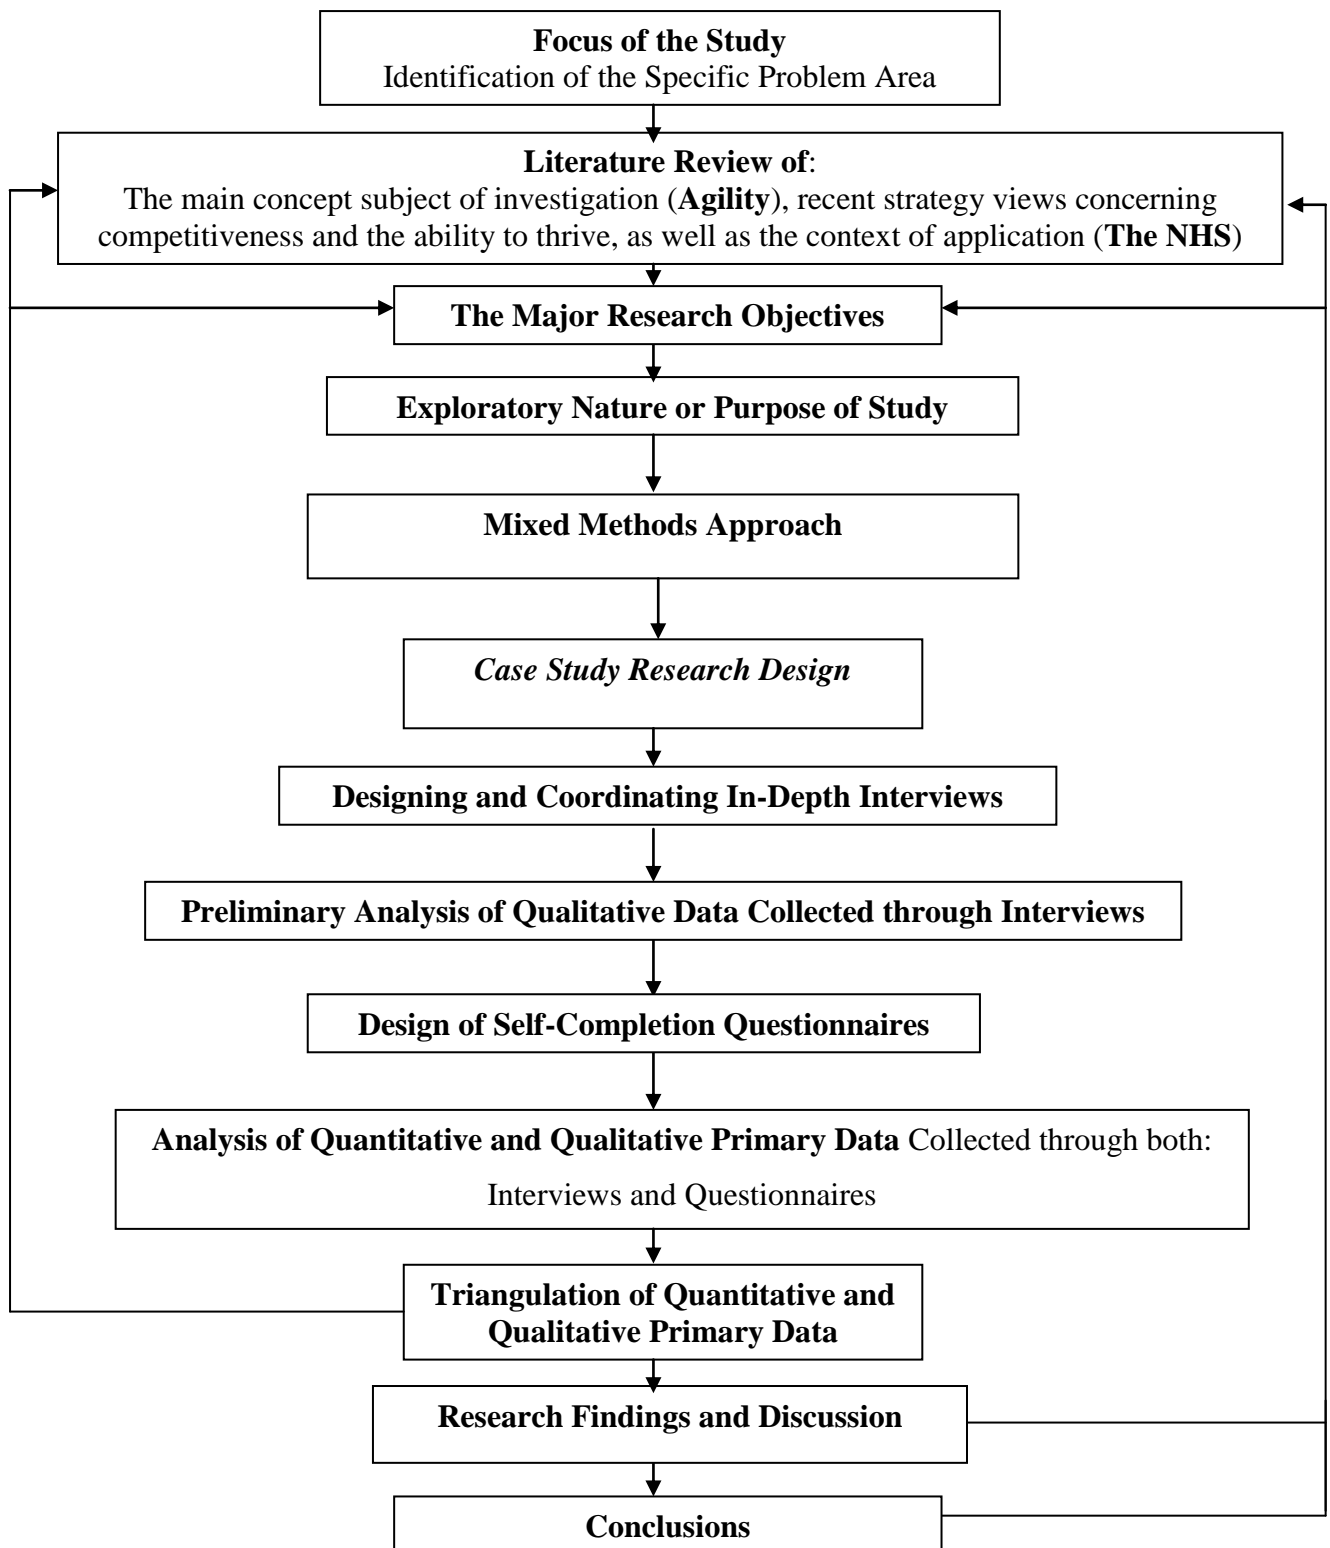 Focus of the Study
Identification of the Specific Problem Area
Literature Review of:
The main concept subject of investigation (Agility), recent strategy views concerning
competitiveness and the ability to thrive, as well as the context of application (The NHS)
The Major Research Objectives
Exploratory Nature or Purpose of Study
Mixed Methods Approach
Case Study Research Design
Designing and Coordinating In-Depth Interviews
Preliminary Analysis of Qualitative Data Collected through Interviews
Design of Self-Completion Questionnaires
Analysis of Quantitative and Qualitative Primary Data Collected through both:
Interviews and Questionnaires
Triangulation of Quantitative and
Qualitative Primary Data
Research Findings and Discussion
Conclusions